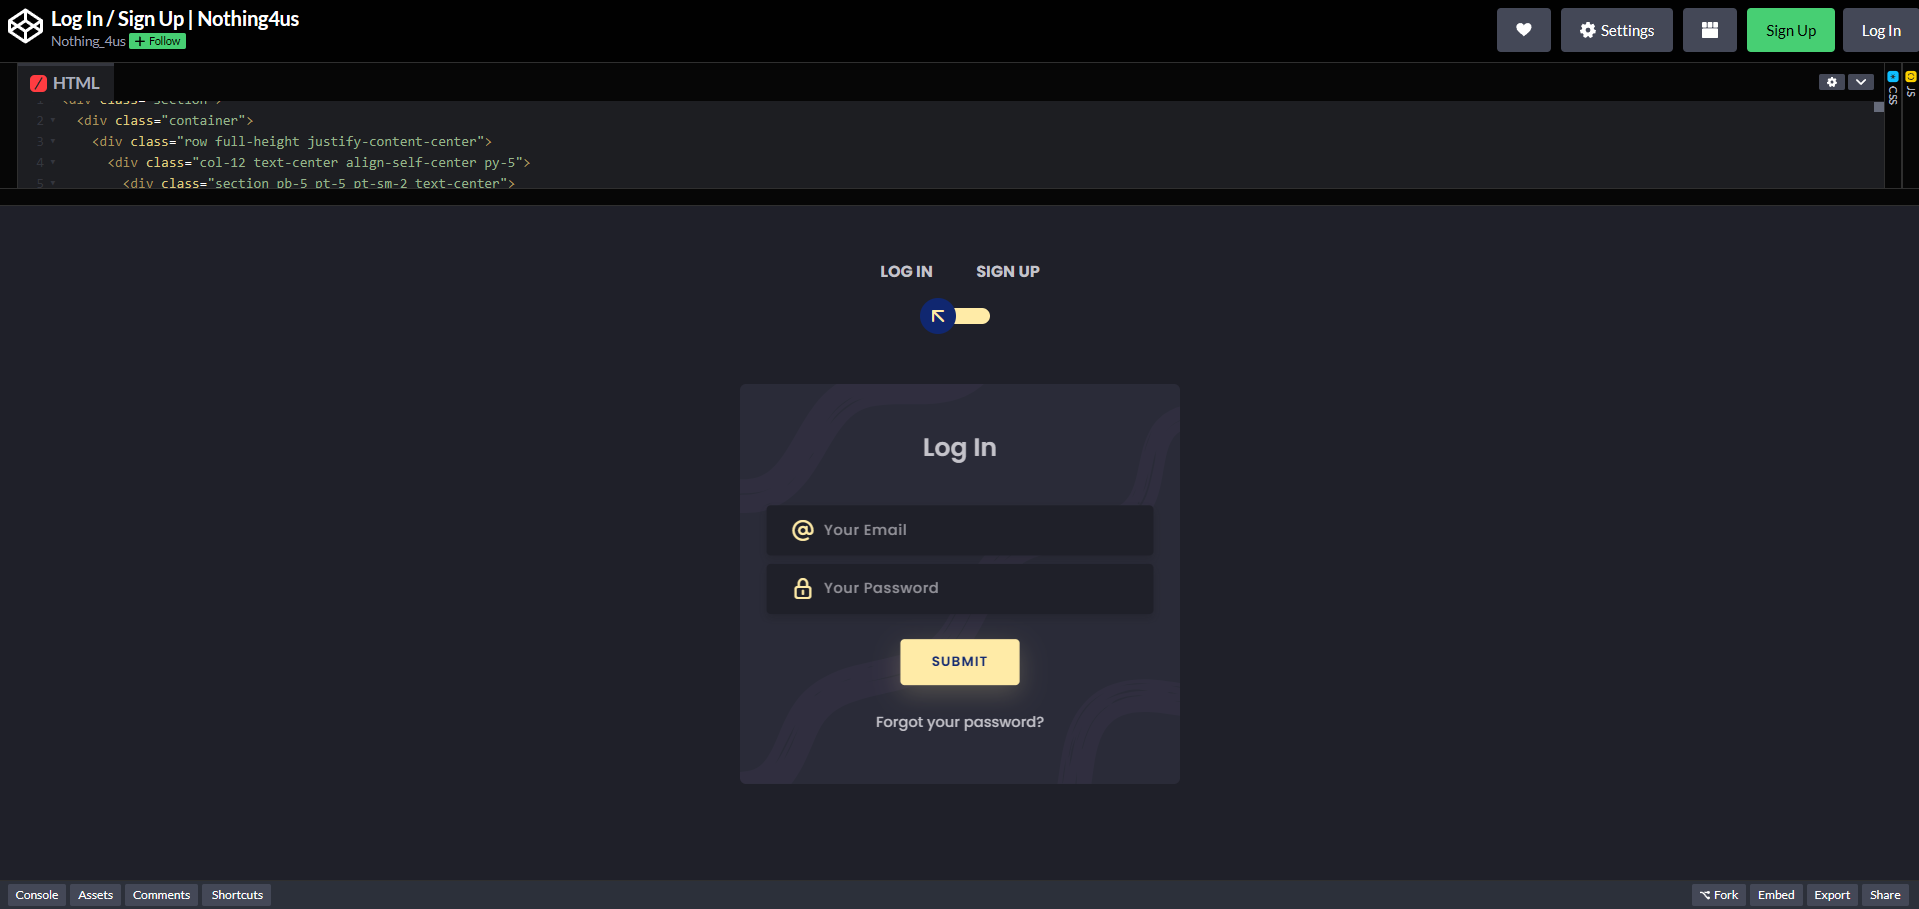 Log In / Sign Up | Nothing4us
Nothing_4us + Follow
Settings
Sign Up
Log In
HTML
CSS
JS
1 <div class="section">
2 <div class="container">
3 <div class="row full-height justify-content-center">
4 <div class="col-12 text-center align-self-center py-5">
5 <div class="section pb-5 pt-5 pt-sm-2 text-center">
LOG IN SIGN UP
Log In
@ Your Email
Your Password
SUBMIT
Forgot your password?
Console Assets Comments Shortcuts
Fork Embed Export Share